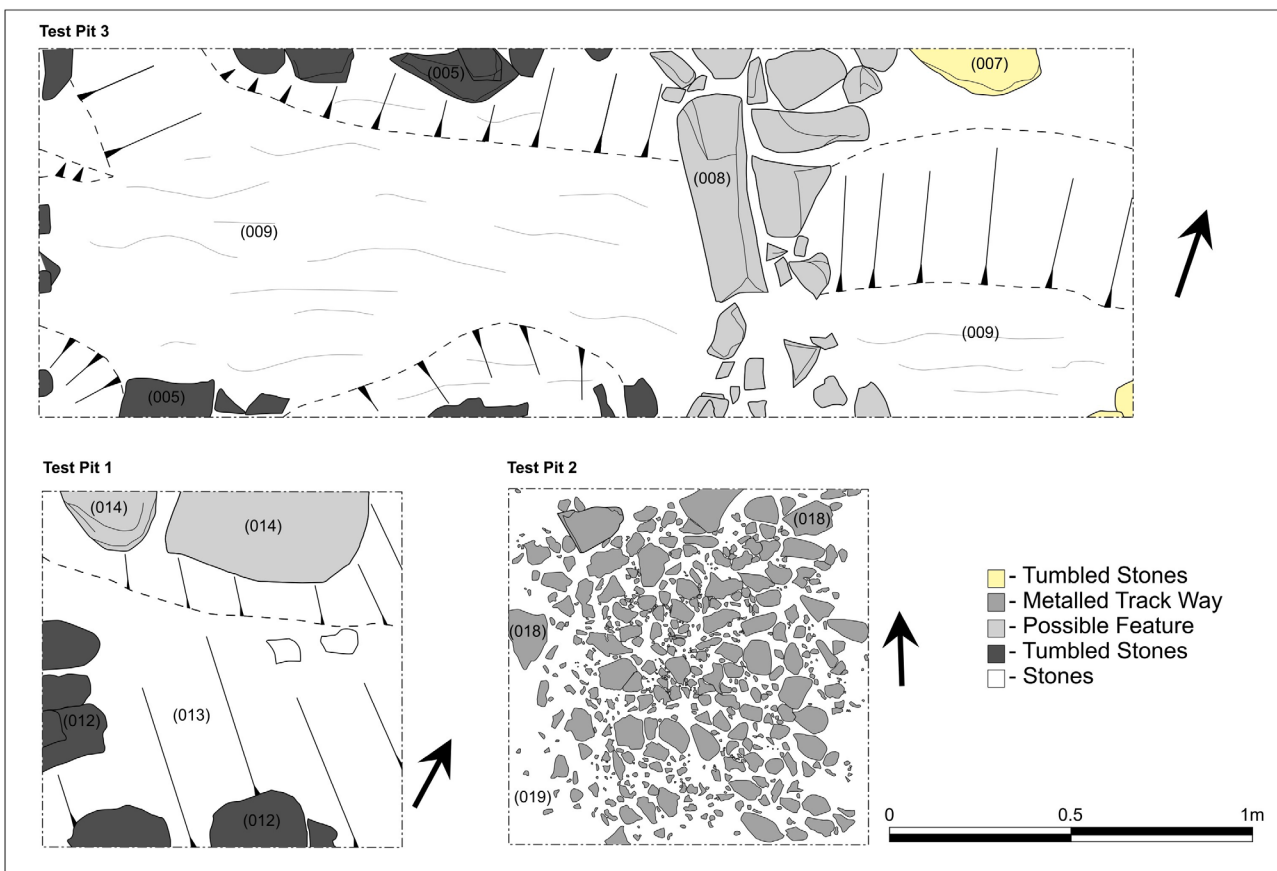 Test Pit 3
(005)
(007)
(008)
(009)
(009)
(005)
Test Pit 1
Test Pit 2
(014)
(014)
(018)
(018)
(012)
(013)
(012)
(019)
- Tumbled Stones
- Metalled Track Way
- Possible Feature
- Tumbled Stones
- Stones
0 0.5 1m